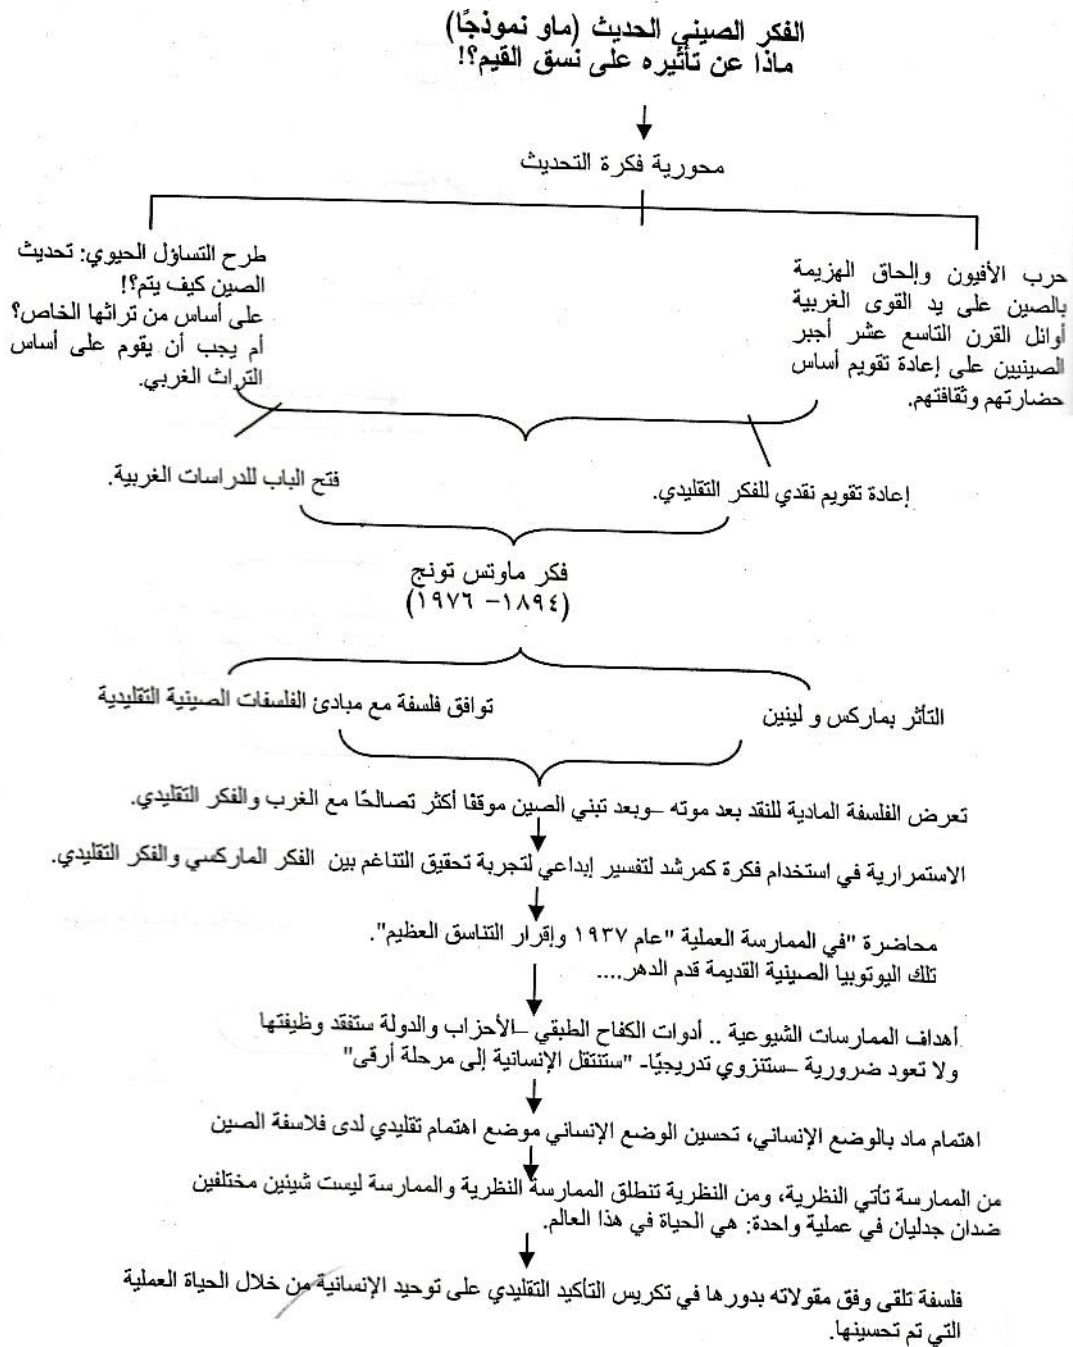 الفكر الصيني الحديث (ماو نموذجًا)
ماذا عن تأثيره على نسق القيم؟!
محورية فكرة التحديث
حرب الأفيون وإلحاق الهزيمة
بالصين على يد القوى الغربية
أوائل القرن التاسع عشر أجبر
الصينيين على إعادة تقويم أساس
حضارتهم وثقافتهم.
طرح التساؤل الحيوي: تحديث
الصين كيف يتم؟!
على أساس من تراثها الخاص؟
أم يجب أن يقوم على أساس
التراث الغربي.
إعادة تقويم نقدي للفكر التقليدي.
فتح الباب للدراسات الغربية.
فكر ماوتس تونج
(١٨٩٤– ١٩٧٦)
التأثر بماركس و لينين
توافق فلسفة مع مبادئ الفلسفات الصينية التقليدية
تعرض الفلسفة المادية للنقد بعد موته –وبعد تبني الصين موقفًا أكثر تصالحًا مع الغرب والفكر التقليدي.
الاستمرارية في استخدام فكرة كمرشد لتفسير إبداعي لتجربة تحقيق التناغم بين الفكر الماركسي والفكر التقليدي.
محاضرة "في الممارسة العملية "عام ١٩٣٧ وإقرار التناسق العظيم".
تلك اليوتوبيا الصينية القديمة قدم الدهر....
أهداف الممارسات الشيوعية .. أدوات الكفاح الطبقي –الأحزاب والدولة ستفقد وظيفتها
ولا تعود ضرورية –ستنزوي تدريجيًا- "ستنتقل الإنسانية إلى مرحلة أرقى"
اهتمام ماد بالوضع الإنساني، تحسين الوضع الإنساني موضع اهتمام تقليدي لدى فلاسفة الصين
من الممارسة تأتي النظرية، ومن النظرية تنطلق الممارسة النظرية والممارسة ليست شيئين مختلفين
ضدان جدليان في عملية واحدة: هي الحياة في هذا العالم.
فلسفة تلقى وفق مقولاته بدورها في تكريس التأكيد التقليدي على توحيد الإنسانية من خلال الحياة العملية
التي تم تحسينها.